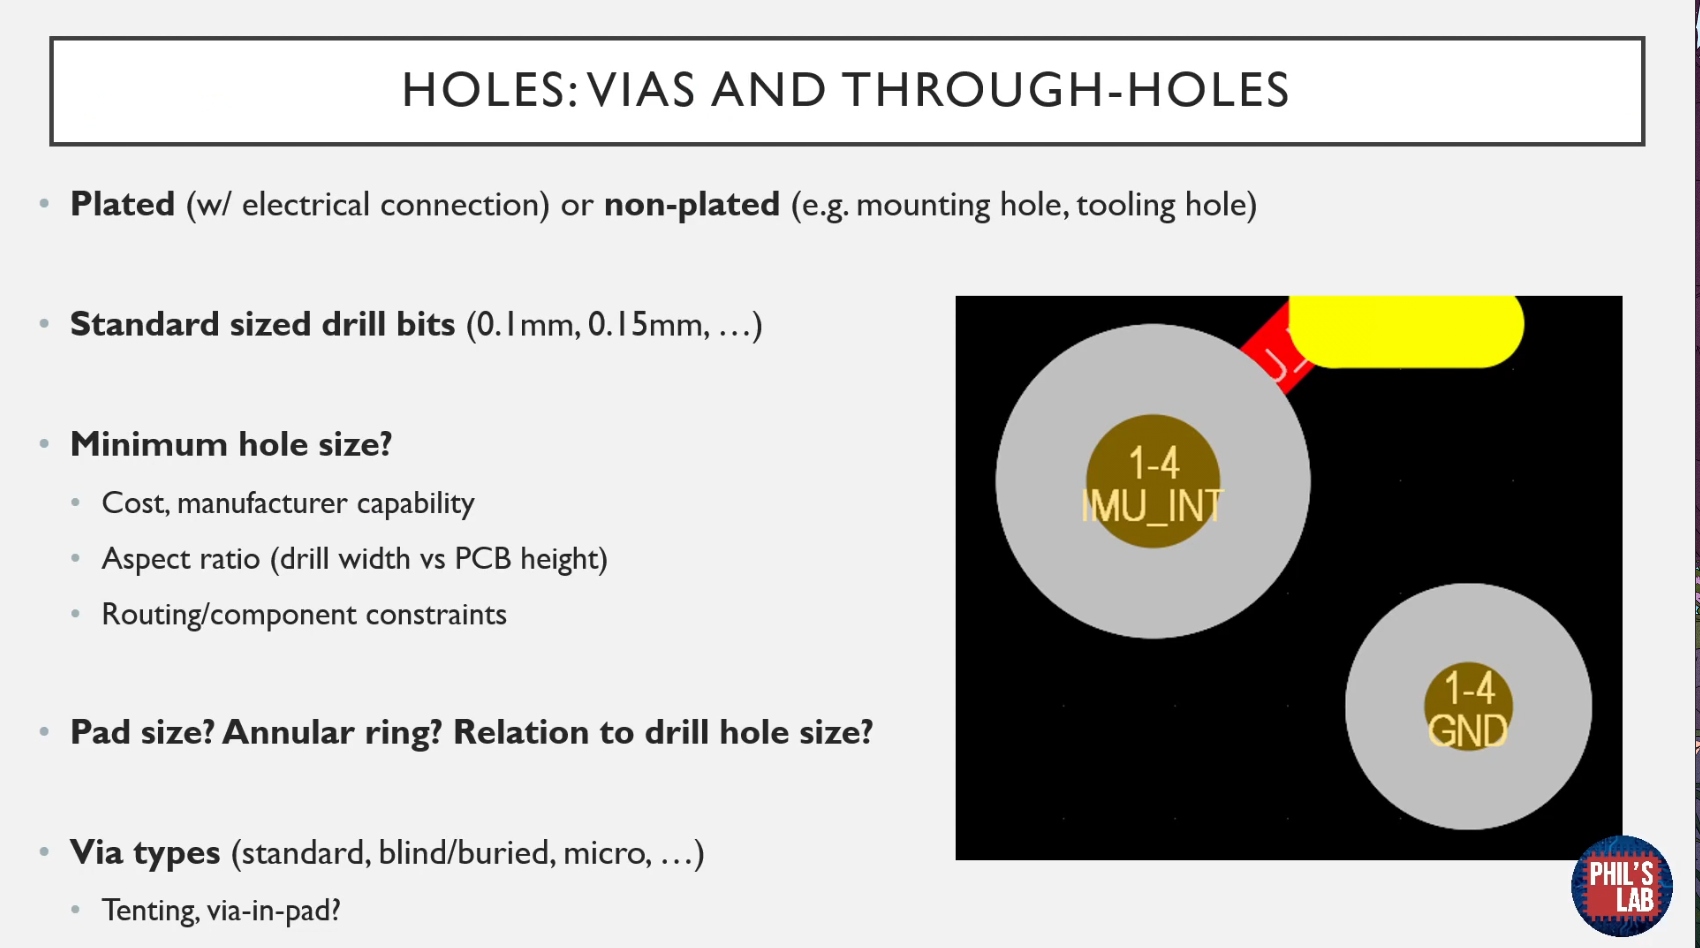 HOLES: VIAS AND THROUGH-HOLES
• Plated (w/ electrical connection) or non-plated (e.g. mounting hole, tooling hole)
• Standard sized drill bits (0.1mm, 0.15mm, …)
• Minimum hole size?
• Cost, manufacturer capability
• Aspect ratio (drill width vs PCB height)
• Routing/component constraints
• Pad size? Annular ring? Relation to drill hole size?
• Via types (standard, blind/buried, micro, …)
• Tenting, via-in-pad?
1-4
IMU_INT
1-4
GND
PHIL'S
LAB